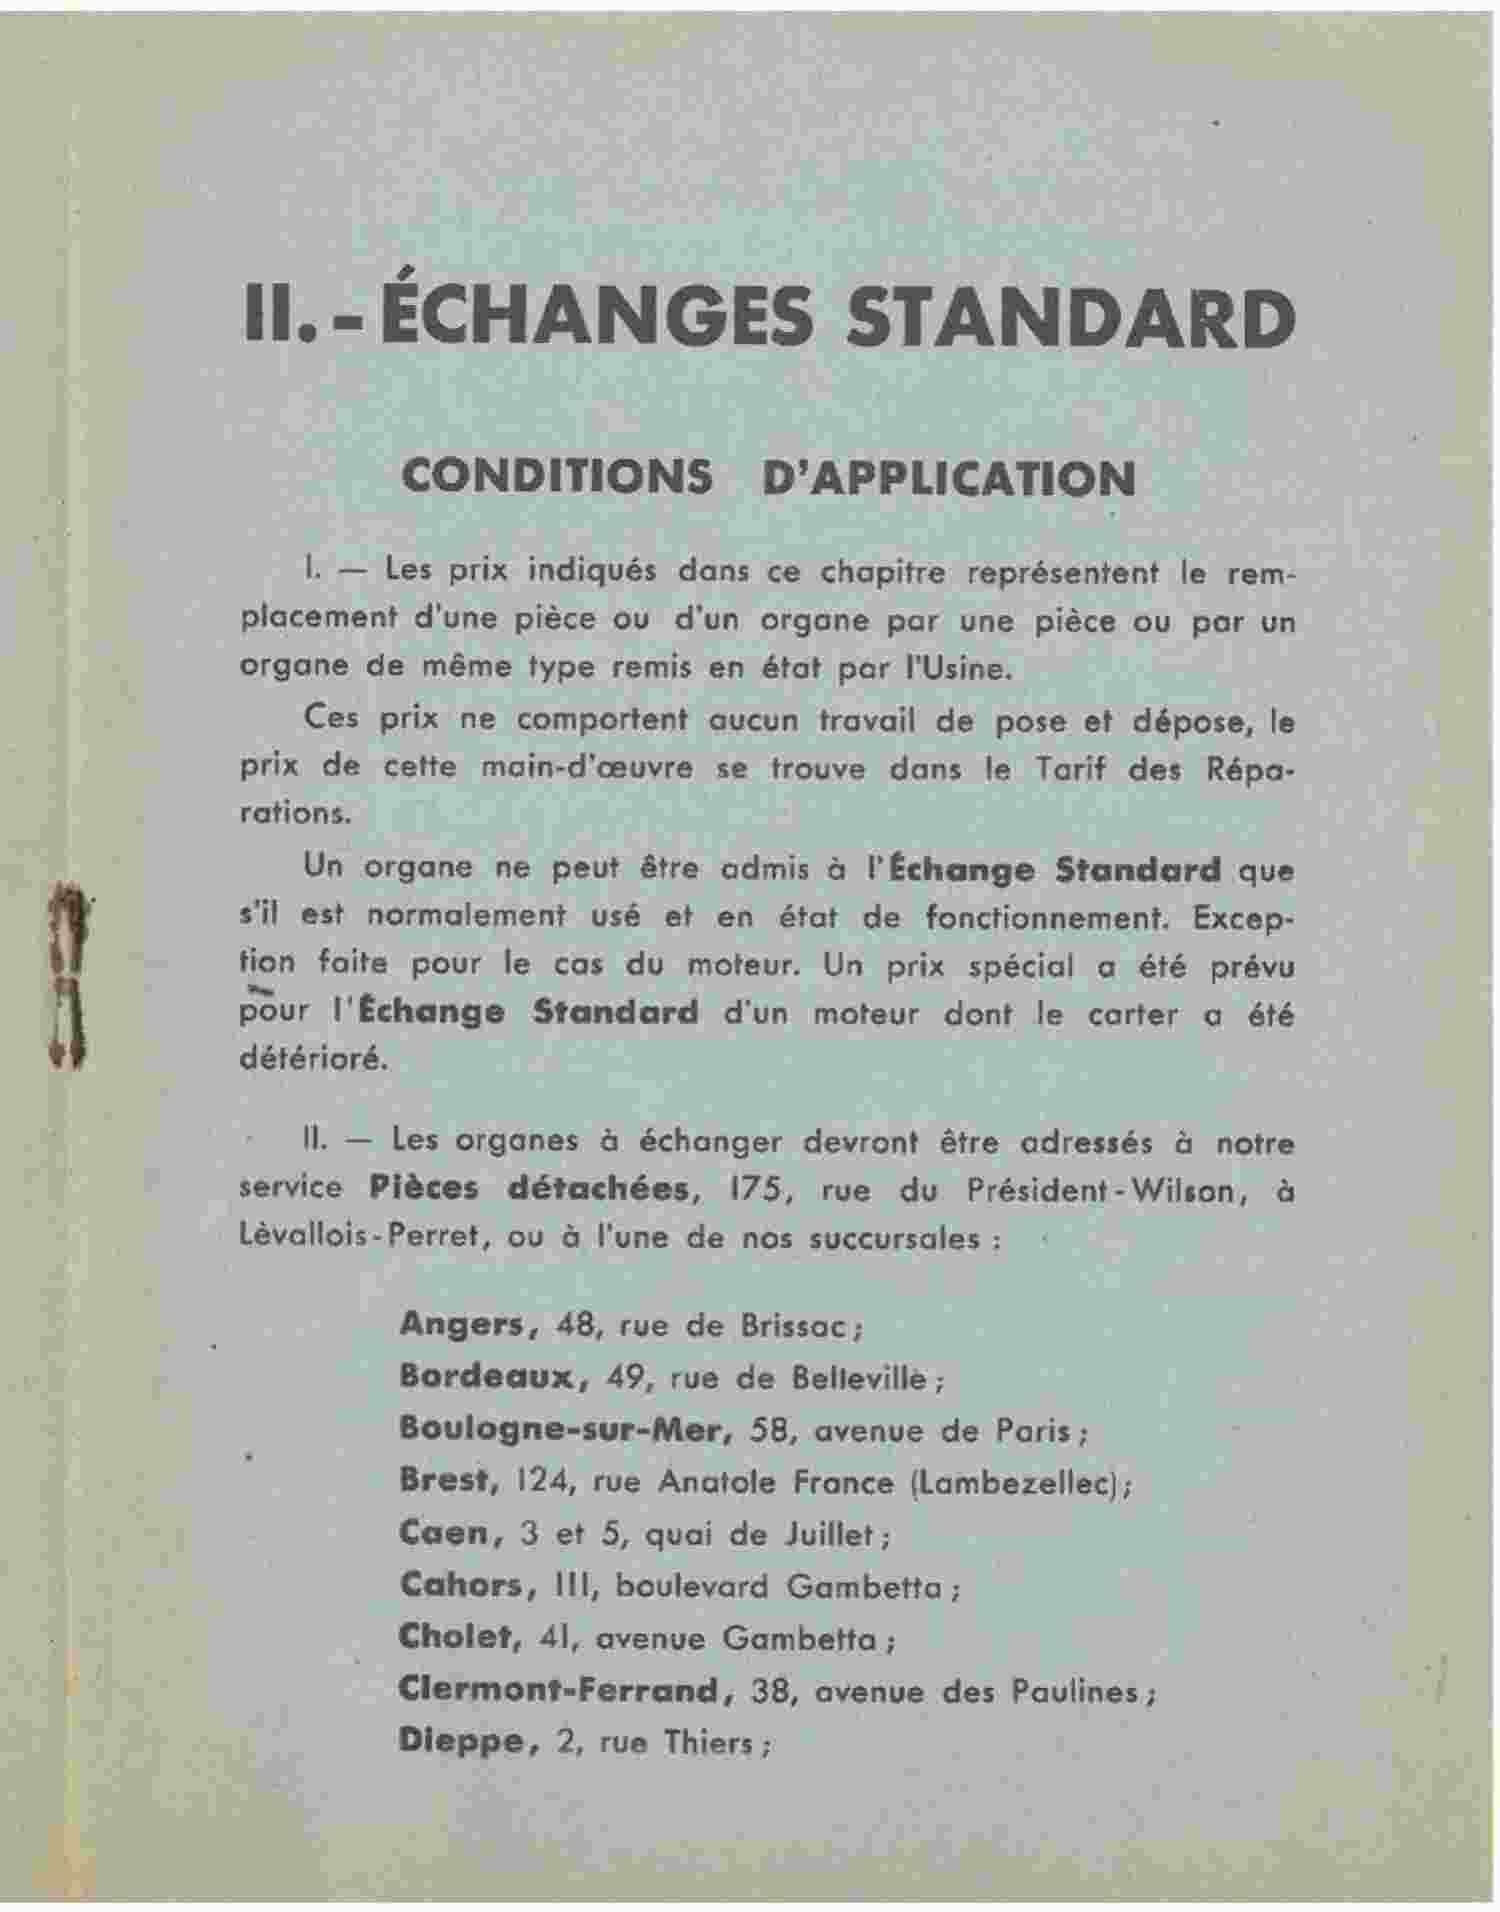 II. - ÉCHANGES STANDARD
CONDITIONS D'APPLICATION
I. — Les prix indiqués dans ce chapitre représentent le rem-
placement d'une pièce ou d'un organe par une pièce ou par un
organe de même type remis en état par l'Usine.
Ces prix ne comportent aucun travail de pose et dépose, le
prix de cette main-d'œuvre se trouve dans le Tarif des Répa-
rations.
Un organe ne peut être admis à l'Échange Standard que
s'il est normalement usé et en état de fonctionnement. Excep-
tion faite pour le cas du moteur. Un prix spécial a été prévu
pour l'Échange Standard d'un moteur dont le carter a été
détérioré.
II. — Les organes à échanger devront être adressés à notre
service Pièces détachées, 175, rue du Président-Wilson, à
Lèvallois-Perret, ou à l'une de nos succursales :
Angers, 48, rue de Brissac ;
Bordeaux, 49, rue de Belleville ;
Boulogne-sur-Mer, 58, avenue de Paris ;
Brest, 124, rue Anatole France (Lambezellec) ;
Caen, 3 et 5, quai de Juillet ;
Cahors, 111, boulevard Gambetta ;
Cholet, 41, avenue Gambetta ;
Clermont-Ferrand, 38, avenue des Paulines ;
Dieppe, 2, rue Thiers ;